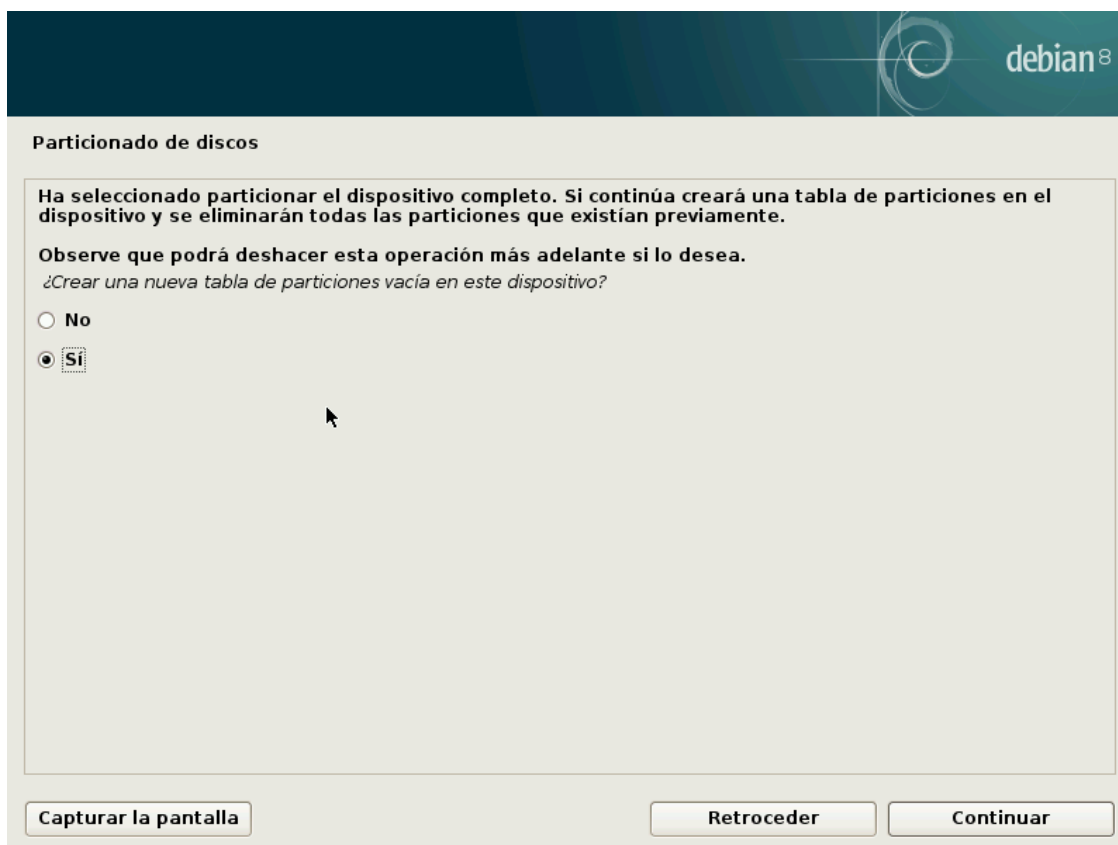 debian 8
Particionado de discos
Ha seleccionado particionar el dispositivo completo. Si continúa creará una tabla de particiones en el
dispositivo y se eliminarán todas las particiones que existían previamente.
Observe que podrá deshacer esta operación más adelante si lo desea.
¿Crear una nueva tabla de particiones vacía en este dispositivo?
No
Sí
Capturar la pantalla
Retroceder
Continuar